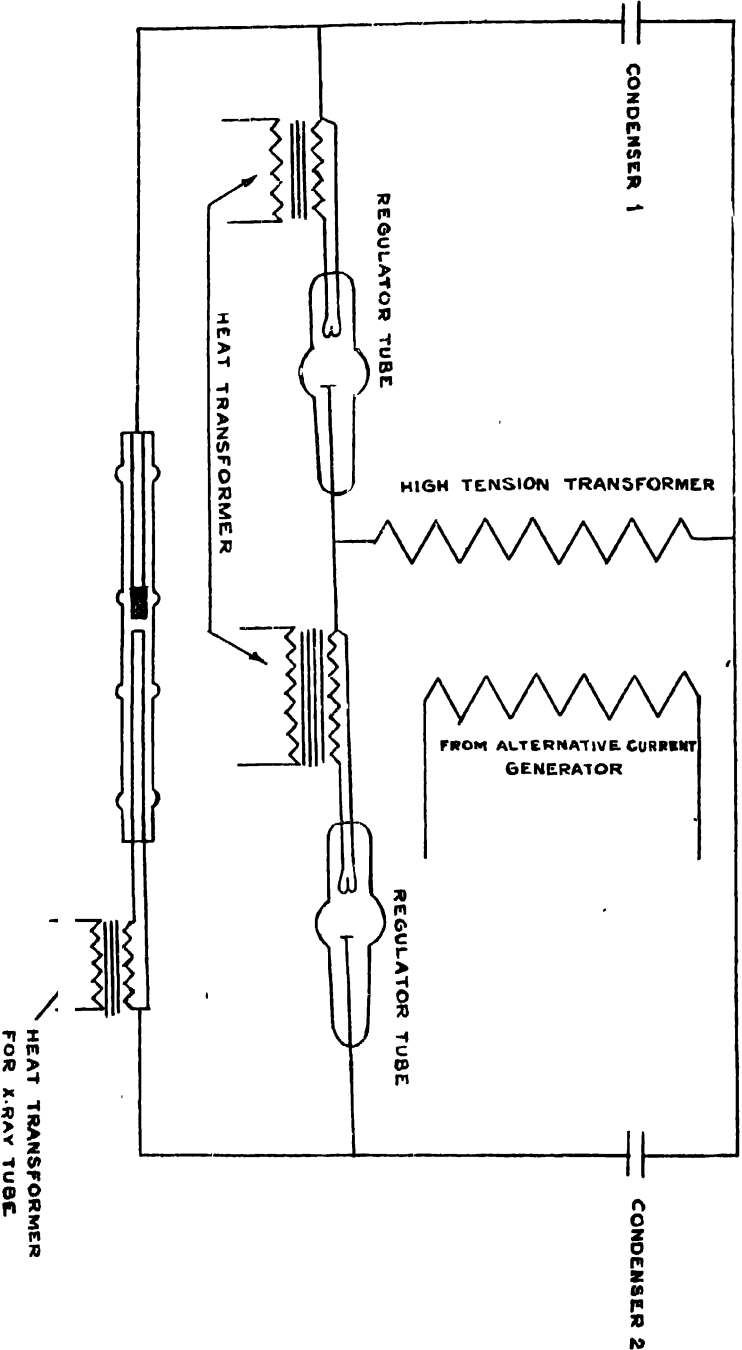 CONDENSER 1
REGULATOR TUBE
HEAT TRANSFORMER
HIGH TENSION TRANSFORMER
FROM ALTERNATIVE CURRENT
GENERATOR
REGULATOR TUBE
HEAT TRANSFORMER
FOR X-RAY TUBE
CONDENSER 2